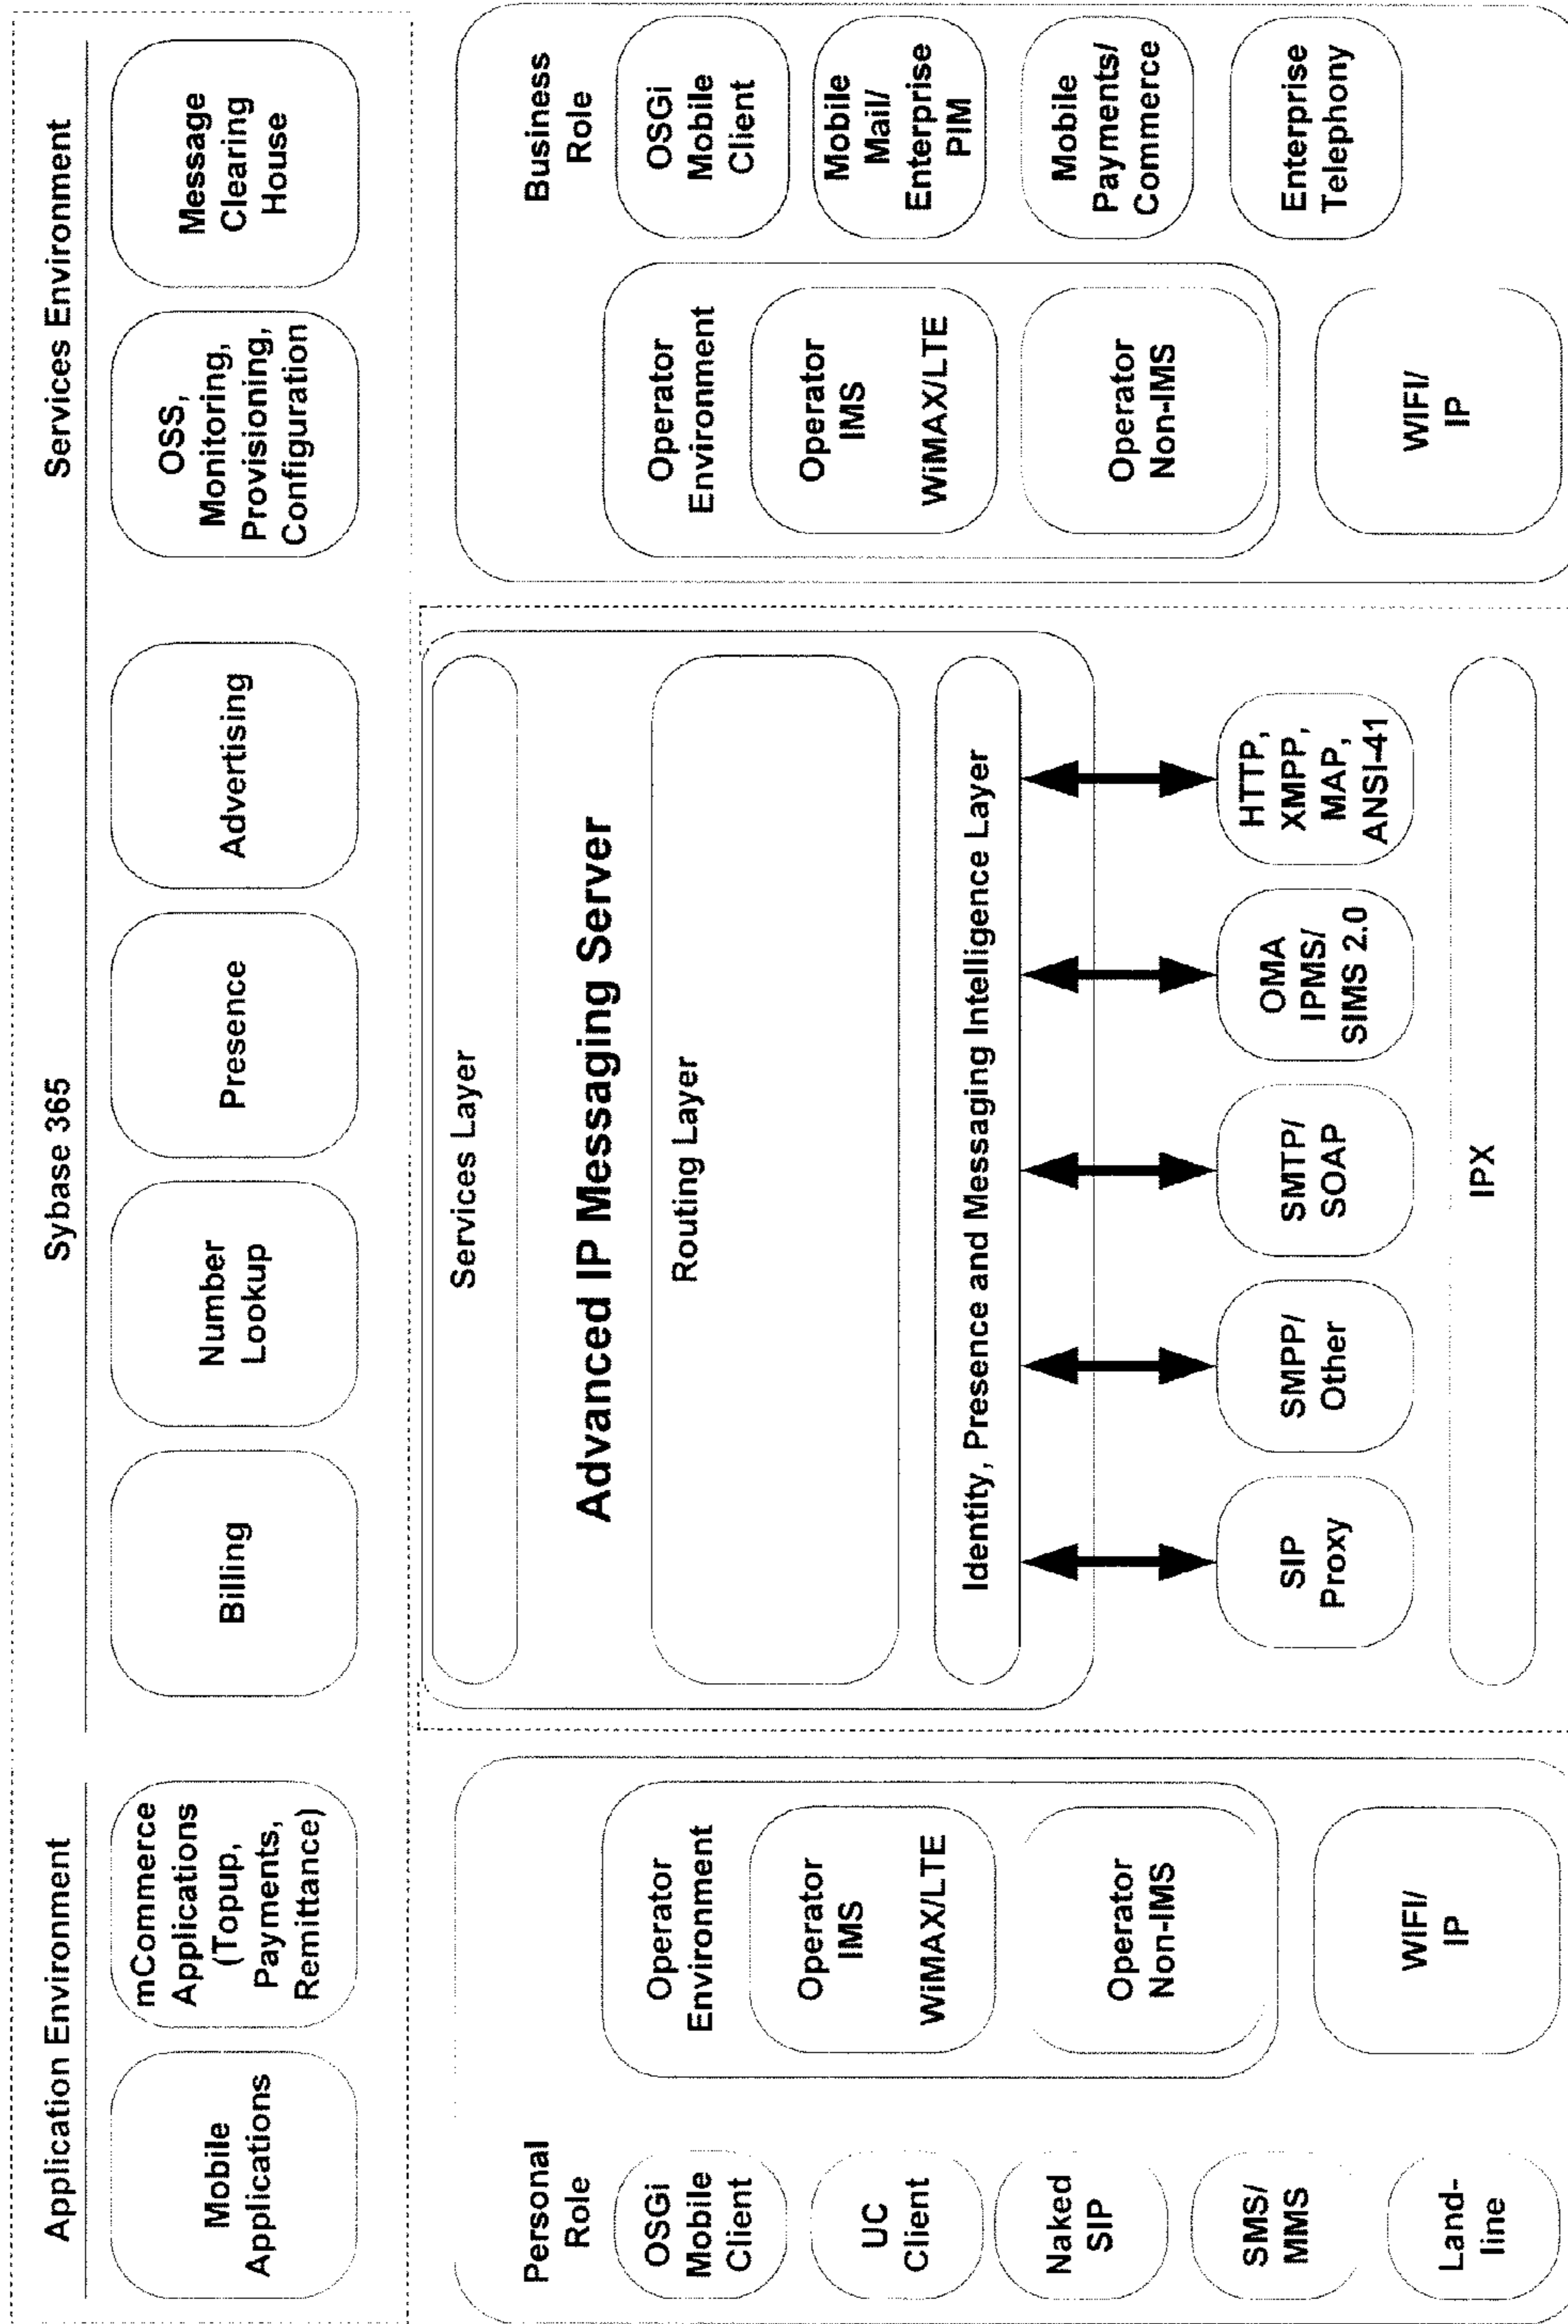 Application Environment
Sybase 365
Services Environment
Mobile
Applications
mCommerce
Applications
(Topup,
Payments,
Remittance)
Billing
Number
Lookup
Presence
Advertising
OSS,
Monitoring,
Provisioning,
Configuration
Message
Clearing
House
Personal
Role
OSGi
Mobile
Client
UC
Client
Naked
SIP
SMS/
MMS
Land-
line
Operator
Environment
Operator
IMS
WiMAX/LTE
Operator
Non-IMS
WIFI/
IP
Services Layer
Advanced IP Messaging Server
Routing Layer
Identity, Presence and Messaging Intelligence Layer
SIP
Proxy
SMPP/
Other
SMTP/
SOAP
OMA
IPMS/
SIMS 2.0
HTTP,
XMPP,
MAP,
ANSI-41
IPX
Operator
Environment
Operator
IMS
WiMAX/LTE
Operator
Non-IMS
WIFI/
IP
Business
Role
OSGi
Mobile
Client
Mobile
Mail/
Enterprise
PIM
Mobile
Payments/
Commerce
Enterprise
Telephony